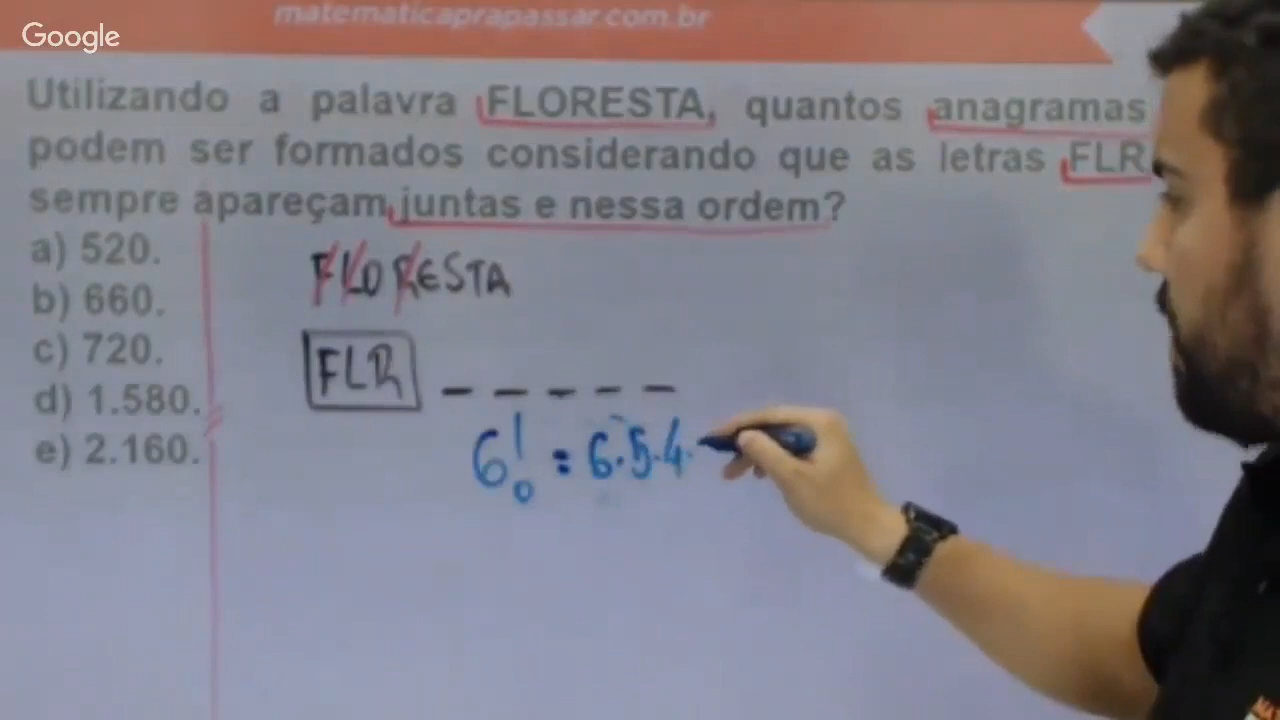 matematicaprapassar.com.br
Google
Utilizando a palavra FLORESTA, quantos anagramas
podem ser formados considerando que as letras FLR
sempre apareçam juntas e nessa ordem?
a) 520.
b) 660.
c) 720.
d) 1.580.
e) 2.160.
FLORESTA
FLR _ _ _ _ _
6! = 6.5.4.